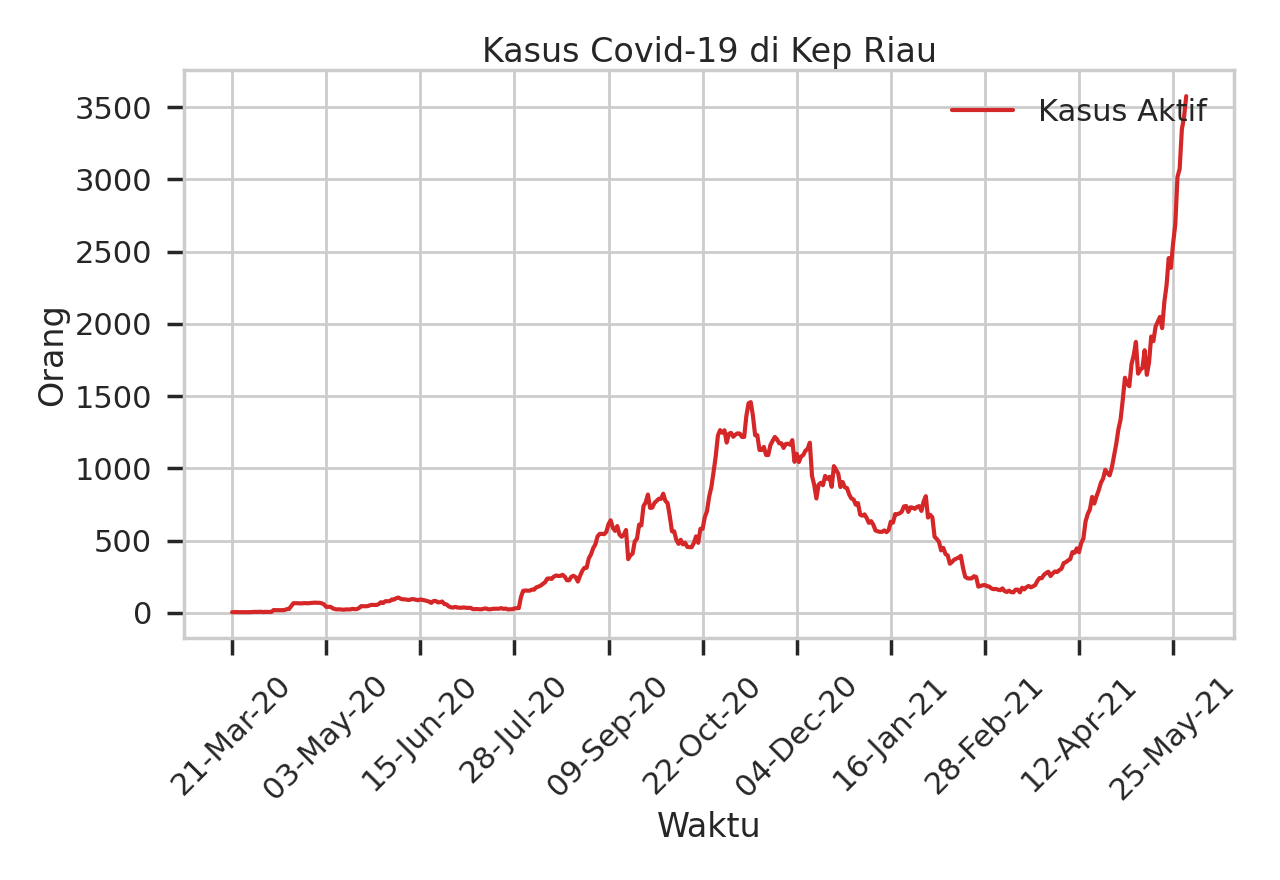 Kasus Covid-19 di Kep Riau
Kasus Aktif
3500
3000
2500
2000
1500
1000
500
0
Orang
21-Mar-20
03-May-20
15-Jun-20
28-Jul-20
09-Sep-20
22-Oct-20
04-Dec-20
16-Jan-21
28-Feb-21
12-Apr-21
25-May-21
Waktu